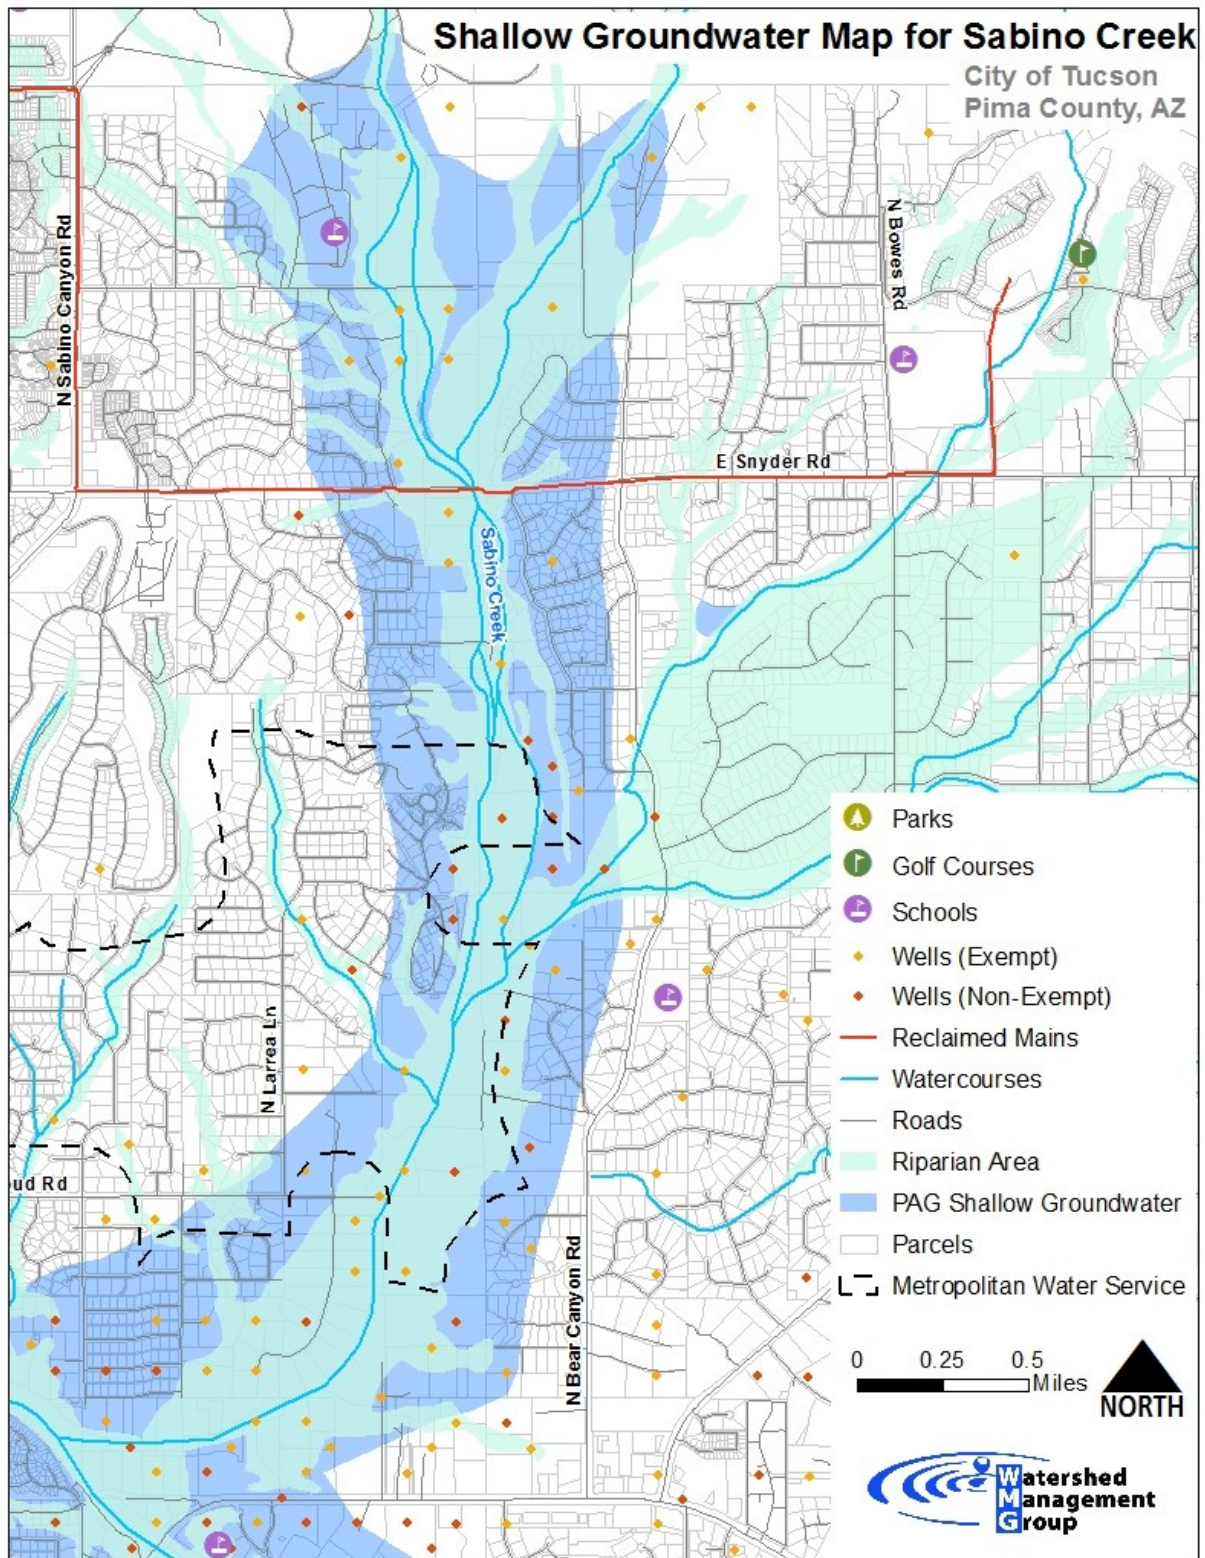 Shallow Groundwater Map for Sabino Creek
City of Tucson
Pima County, AZ
N Sabino Canyon Rd
N Bowes Rd
E Snyder Rd
Sabino Creek
N Larrea Ln
ud Rd
N Bear Canyon Rd
Parks
Golf Courses
Schools
Wells (Exempt)
Wells (Non-Exempt)
Reclaimed Mains
Watercourses
Roads
Riparian Area
PAG Shallow Groundwater
Parcels
Metropolitan Water Service
0 0.25 0.5
Miles
NORTH
Watershed
Management
Group